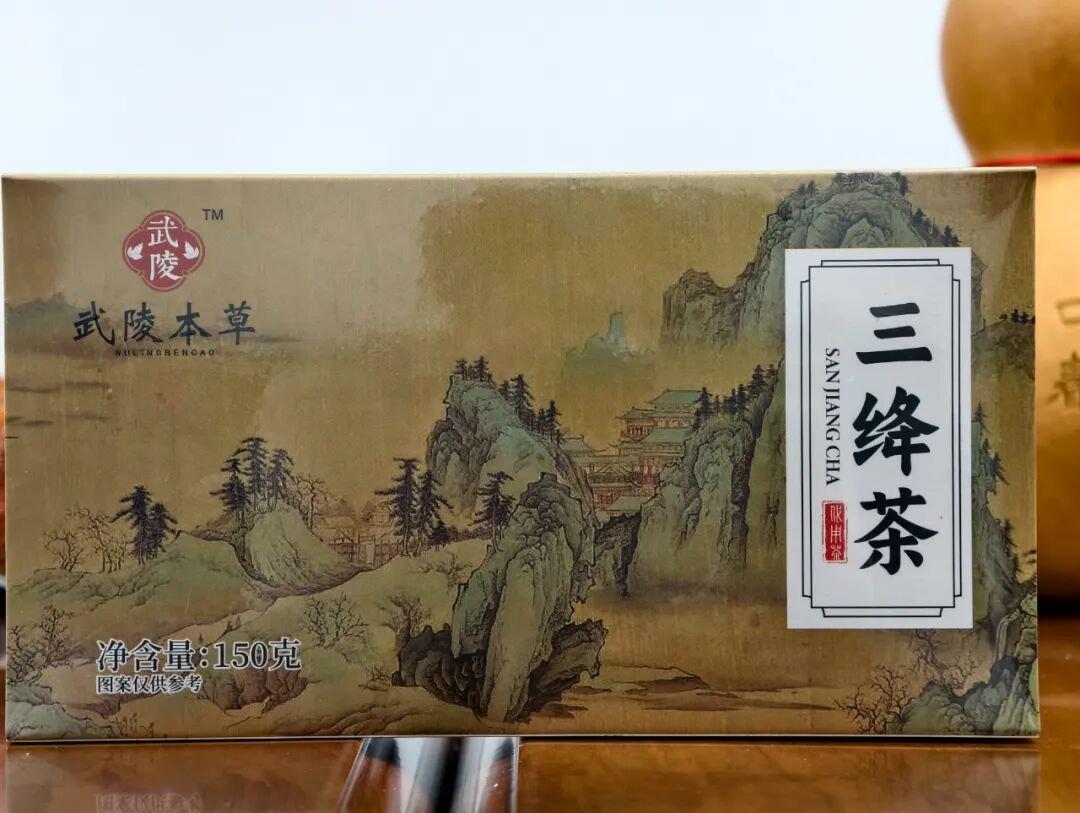 武陵
TM
武陵本草
WULINGBENCAO
三绛茶
SAN JIANG CHA
代用茶
净含量:150克
图案仅供参考